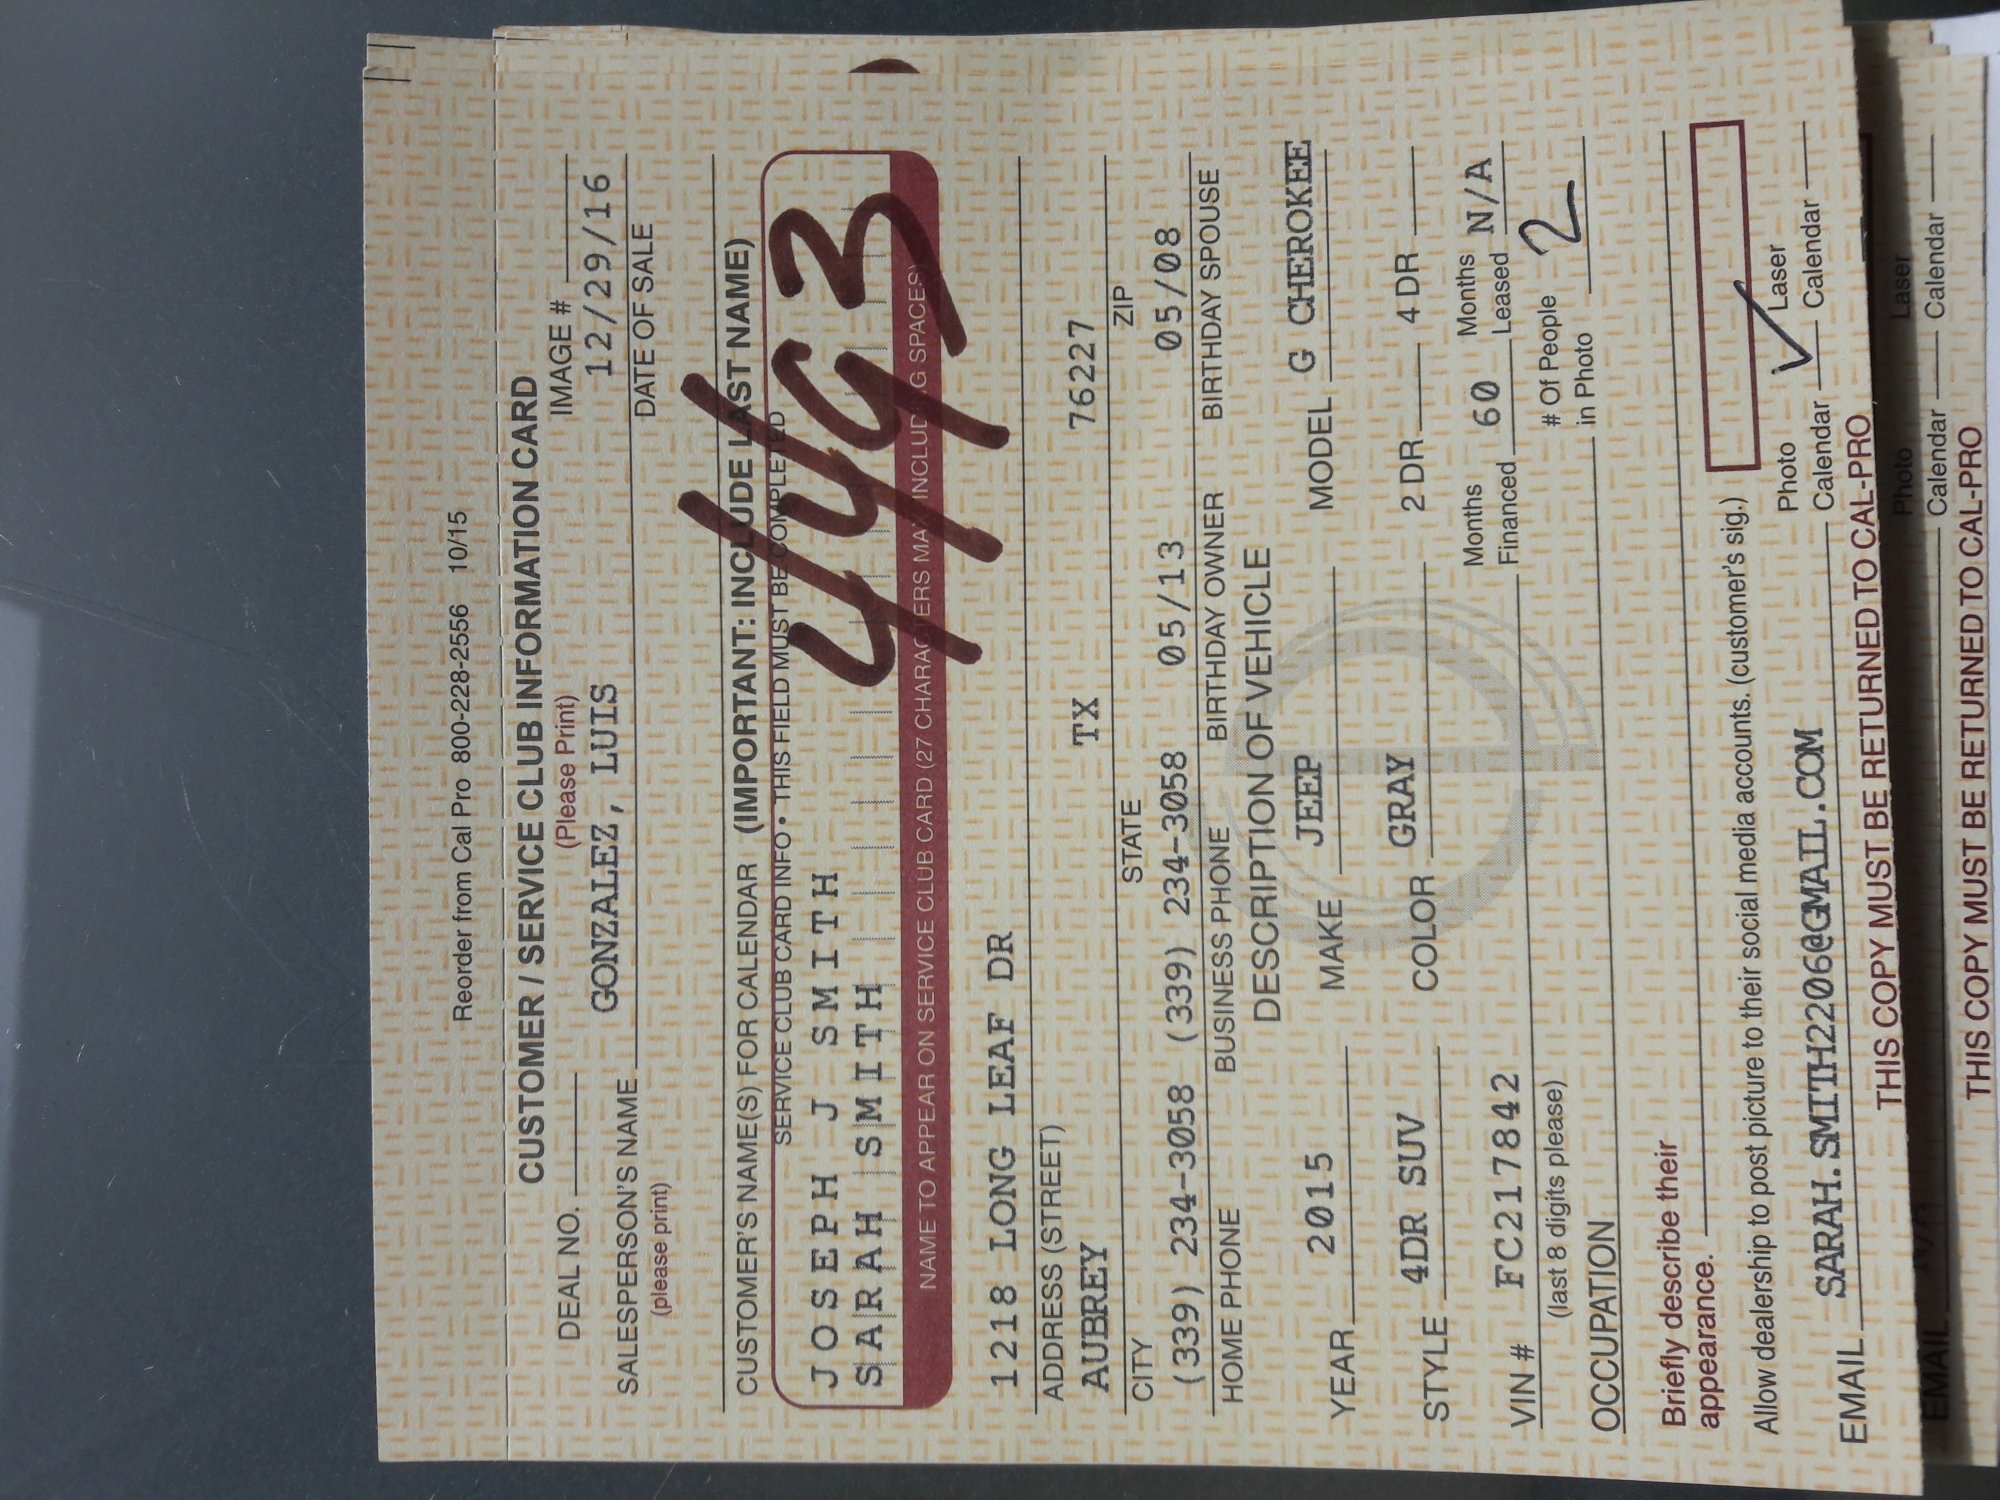 Reorder from Cal Pro 800-228-2556 10/15
CUSTOMER / SERVICE CLUB INFORMATION CARD
(Please Print)
DEAL NO. IMAGE #
GONZALEZ, LUIS 12/29/16
SALESPERSON'S NAME DATE OF SALE
(please print)
CUSTOMER'S NAME(S) FOR CALENDAR (IMPORTANT: INCLUDE LAST NAME)
SERVICE CLUB CARD INFO • THIS FIELD MUST BE COMPLETED
JOSEPH J SMITH
SARAH SMITH
4493
NAME TO APPEAR ON SERVICE CLUB CARD (27 CHARACTERS MAX INCLUDING SPACES)
1218 LONG LEAF DR
ADDRESS (STREET)
AUBREY TX 76227
CITY STATE ZIP
(339) 234-3058 (339) 234-3058 05/13 05/08
HOME PHONE BUSINESS PHONE BIRTHDAY OWNER BIRTHDAY SPOUSE
DESCRIPTION OF VEHICLE
YEAR 2015 MAKE JEEP MODEL G CHEROKEE
STYLE 4DR SUV COLOR GRAY 2 DR 4 DR
VIN # FC217842 Months Financed 60 Months Leased N/A
(last 8 digits please)
OCCUPATION # Of People in Photo 2
Briefly describe their
appearance.
Allow dealership to post picture to their social media accounts. (customer's sig.)
EMAIL SARAH.SMITH2206@GMAIL.COM Photo Calendar Laser Calendar
THIS COPY MUST BE RETURNED TO CAL-PRO
EMAIL Photo Calendar Laser Calendar
THIS COPY MUST BE RETURNED TO CAL-PRO